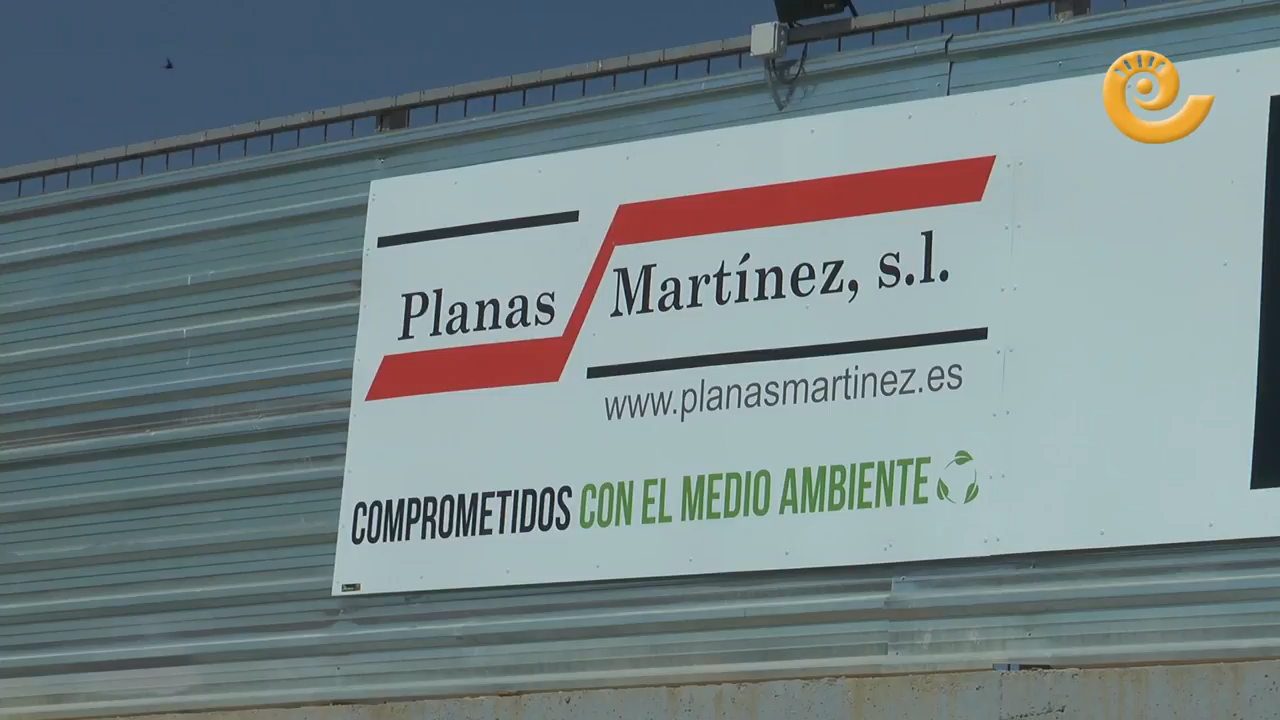 Planas Martínez, s.l.
www.planasmartinez.es
COMPROMETIDOS CON EL MEDIO AMBIENTE